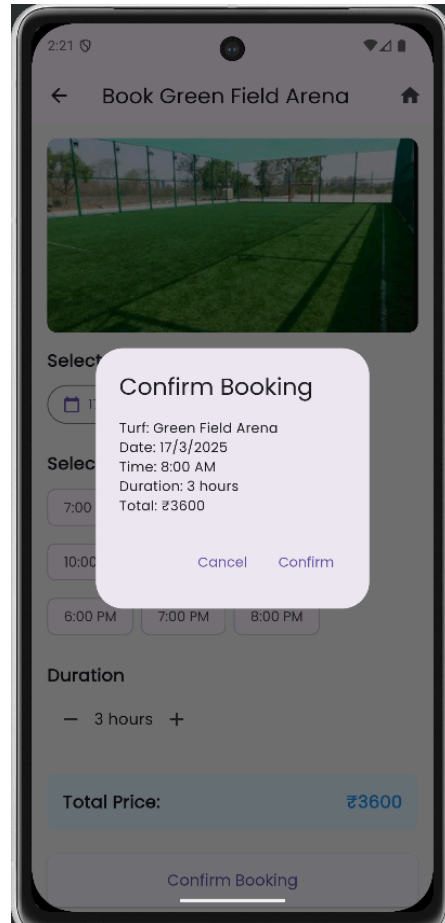 2:21
Book Green Field Arena
Select
Confirm Booking
Turf: Green Field Arena
Date: 17/3/2025
Time: 8:00 AM
Duration: 3 hours
Total: ₹3600
Cancel Confirm
7:00
10:00
6:00 PM 7:00 PM 8:00 PM
Duration
− 3 hours +
Total Price: ₹3600
Confirm Booking